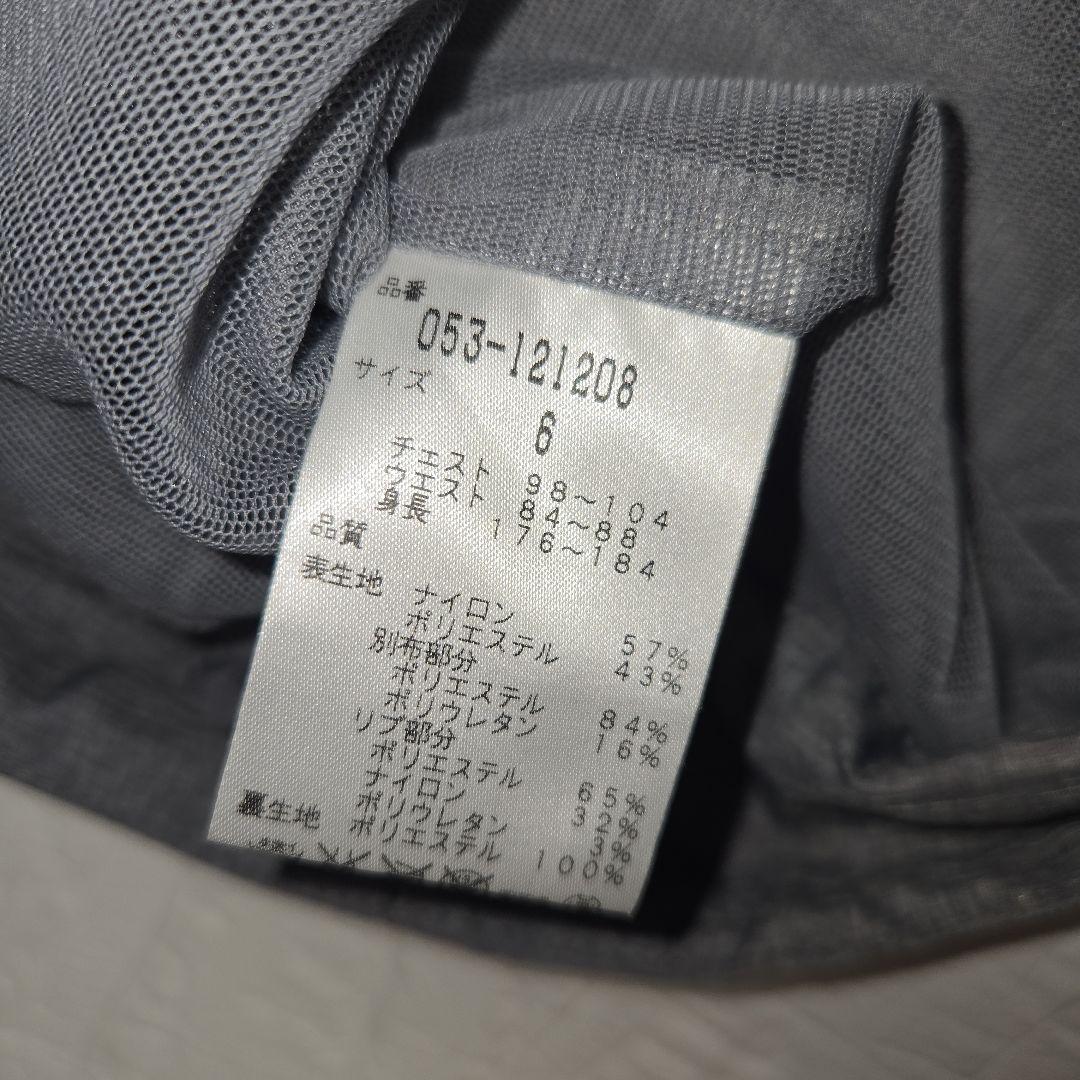 品番
053-121208
サイズ
6
チェスト 98~104
ウエスト 84~88
身長 176~184
品質
表生地 ナイロン 57%
ポリエステル 43%
別布部分
ポリエステル 84%
ポリウレタン 16%
リブ部分
ポリエステル 65%
ナイロン 32%
ポリウレタン 3%
裏生地 ポリエステル 100%